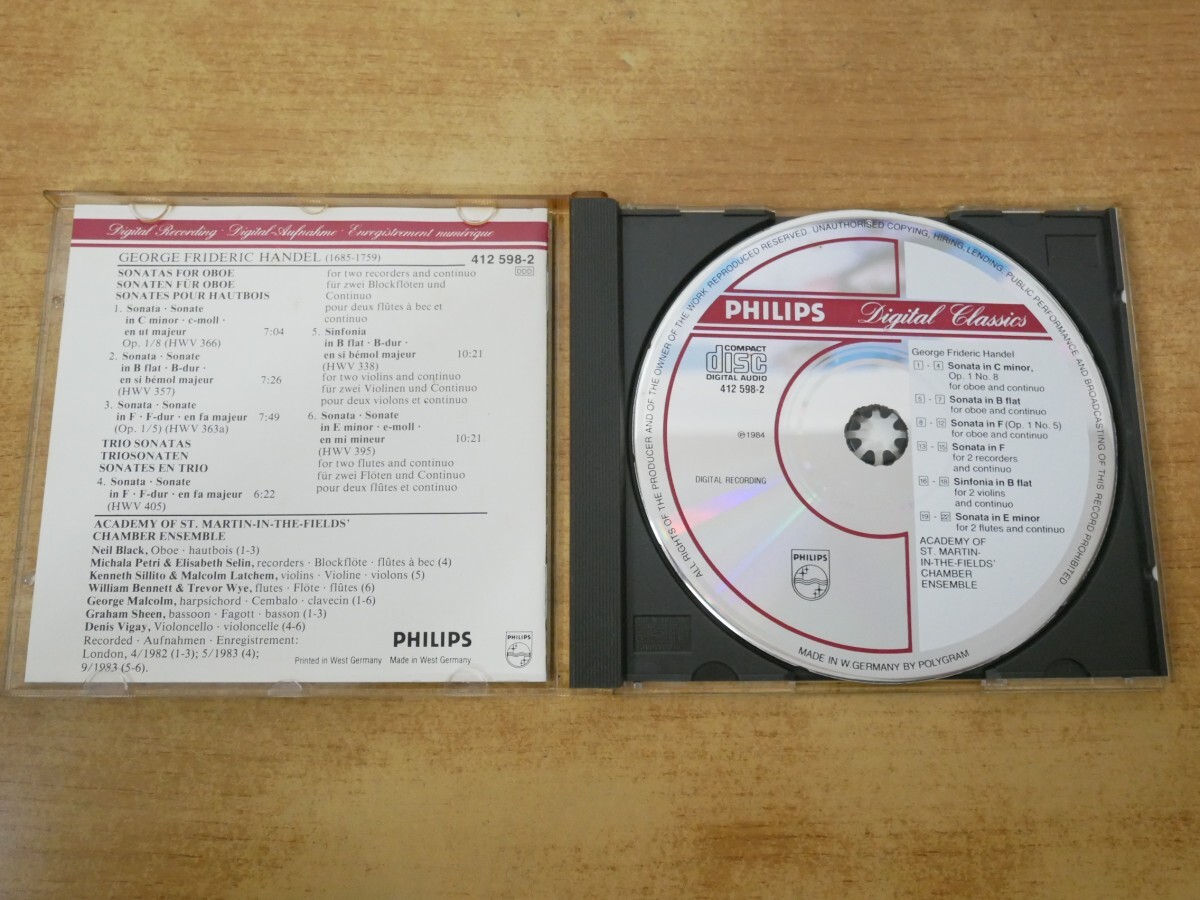 Digital Recording · Digital-Aufnahme · Enregistrement numérique
GEORGE FRIDERIC HANDEL (1685-1759)
412 598-2
DDD
SONATAS FOR OBOE
SONATEN FÜR OBOE
SONATES POUR HAUTBOIS
1. Sonata · Sonate
in C minor · c-moll ·
en ut majeur 7:04
Op. 1/8 (HWV 366)
2. Sonata · Sonate
in B flat · B-dur ·
en si bémol majeur 7:26
(HWV 357)
3. Sonata · Sonate
in F · F-dur · en fa majeur 7:49
(Op. 1/5) (HWV 363a)
TRIO SONATAS
TRIOSONATEN
SONATES EN TRIO
4. Sonata · Sonate
in F · F-dur · en fa majeur 6:22
(HWV 405)
for two recorders and continuo
für zwei Blockflöten und
Continuo
pour deux flûtes à bec et
continuo
5. Sinfonia
in B flat · B-dur ·
en si bémol majeur 10:21
(HWV 338)
for two violins and continuo
für zwei Violinen und Continuo
pour deux violons et continuo
6. Sonata · Sonate
in E minor · e-moll ·
en mi mineur 10:21
(HWV 395)
for two flutes and continuo
für zwei Flöten und Continuo
pour deux flûtes et continuo
ACADEMY OF ST. MARTIN-IN-THE-FIELDS'
CHAMBER ENSEMBLE
Neil Black, Oboe · hautbois (1-3)
Michala Petri & Elisabeth Selin, recorders · Blockflöte · flûtes à bec (4)
Kenneth Sillito & Malcolm Latchem, violins · Violine · violons (5)
William Bennett & Trevor Wye, flutes · Flöte · flûtes (6)
George Malcolm, harpsichord · Cembalo · clavecin (1-6)
Graham Sheen, bassoon · Fagott · basson (1-3)
Denis Vigay, Violoncello · violoncelle (4-6)
Recorded · Aufnahmen · Enregistrement:
London, 4/1982 (1-3); 5/1983 (4);
9/1983 (5-6).
Printed in West Germany Made in West Germany
PHILIPS
PHILIPS
ALL RIGHTS OF THE PRODUCER AND OF THE OWNER OF THE WORK REPRODUCED RESERVED. UNAUTHORISED COPYING, HIRING, LENDING, PUBLIC PERFORMANCE AND BROADCASTING OF THIS RECORD PROHIBITED
PHILIPS Digital Classics
COMPACT
disc
DIGITAL AUDIO
412 598-2
℗1984
DIGITAL RECORDING
PHILIPS
George Frideric Handel
1 - 4 Sonata in C minor,
Op. 1 No. 8
for oboe and continuo
5 - 7 Sonata in B flat
for oboe and continuo
8 - 12 Sonata in F (Op. 1 No. 5)
for oboe and continuo
13 - 15 Sonata in F
for 2 recorders
and continuo
16 - 18 Sinfonia in B flat
for 2 violins
and continuo
19 - 22 Sonata in E minor
for 2 flutes and continuo
ACADEMY OF
ST. MARTIN-
IN-THE-FIELDS'
CHAMBER
ENSEMBLE
MADE IN W.GERMANY BY POLYGRAM